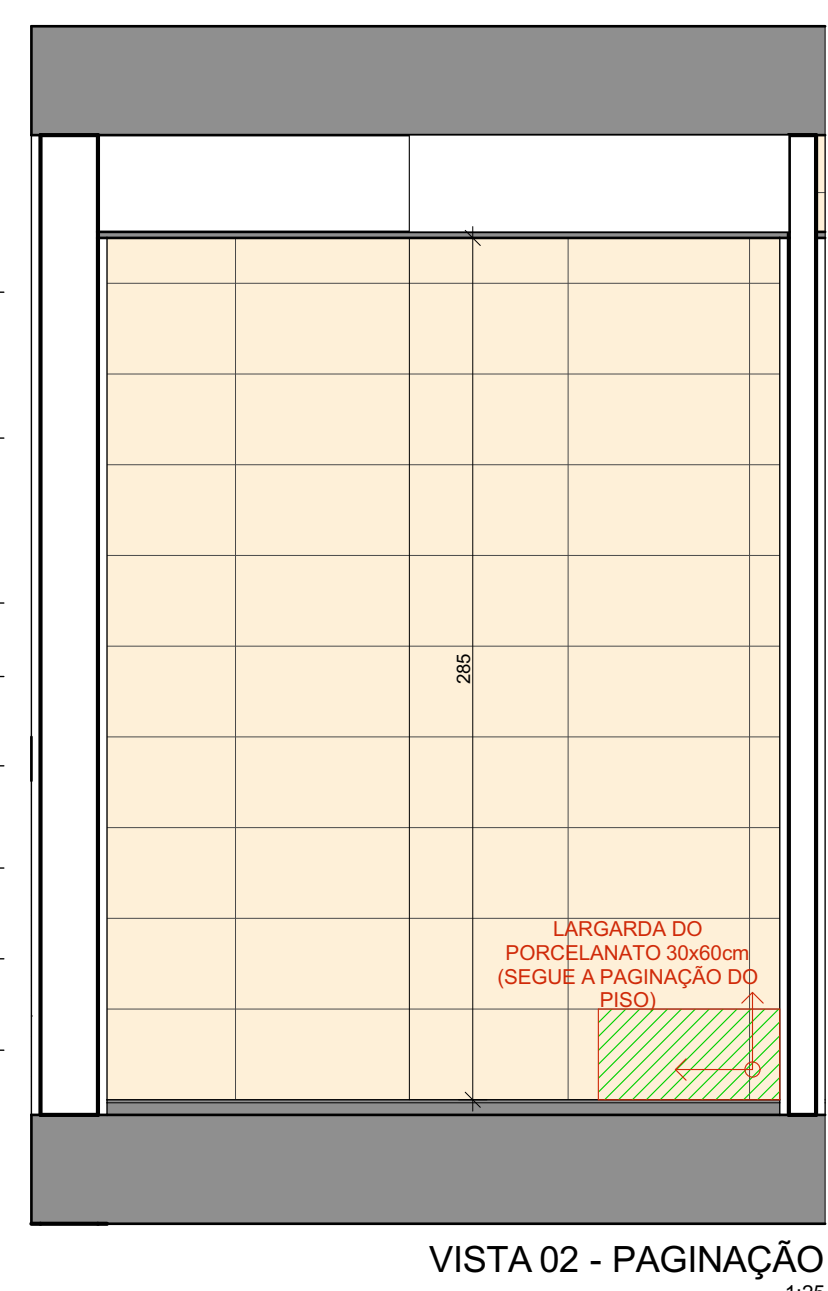 285
LARGARDA DO
PORCELANATO 30x60cm
(SEGUE A PAGINAÇÃO DO
PISO)
VISTA 02 - PAGINAÇÃO